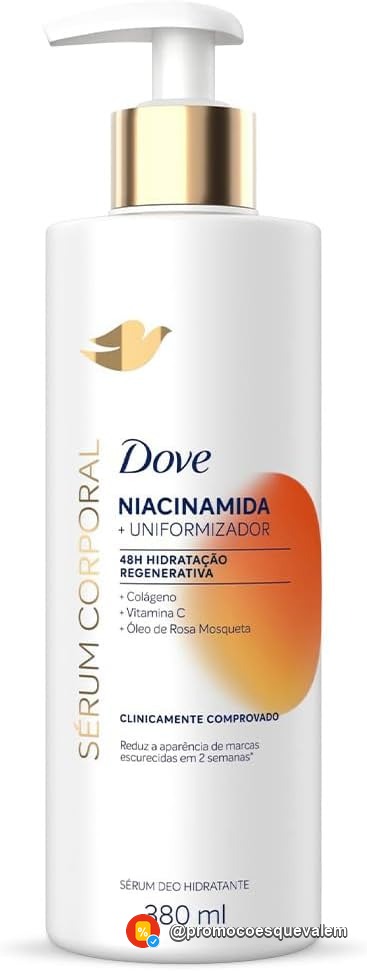 SÉRUM CORPORAL
Dove
NIACINAMIDA
+ UNIFORMIZADOR
48H HIDRATAÇÃO
REGENERATIVA
+ Colágeno
+ Vitamina C
+ Óleo de Rosa Mosqueta
CLINICAMENTE COMPROVADO
Reduz a aparência de marcas
escurecidas em 2 semanas*
SÉRUM DEO HIDRATANTE
380 ml
%
@promocoesquevalem